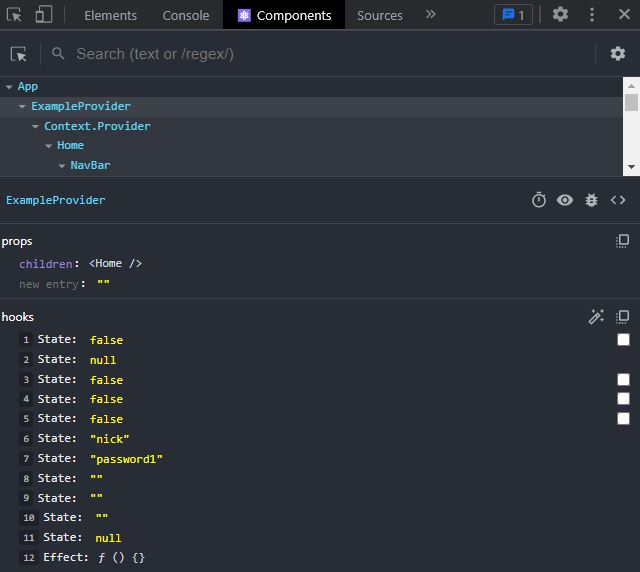 Elements Console Components Sources » 1
Search (text or /regex/)
App
ExampleProvider
Context.Provider
Home
NavBar
ExampleProvider
props
children: <Home />
new entry: ""
hooks
1 State: false
2 State: null
3 State: false
4 State: false
5 State: false
6 State: "nick"
7 State: "password1"
8 State: ""
9 State: ""
10 State: ""
11 State: null
12 Effect: ƒ () {}